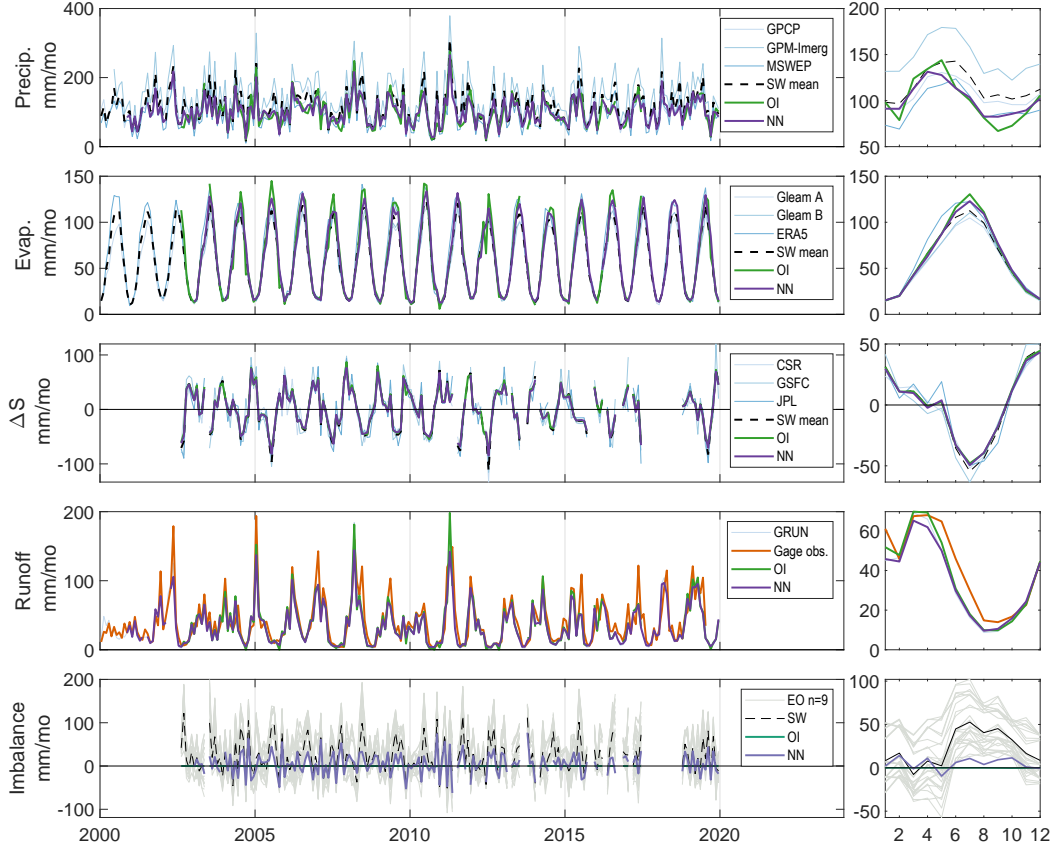 Precip.
mm/mo
400
200
0
GPCP
GPM-Imerg
MSWEP
SW mean
OI
NN
200
150
100
50
Evap.
mm/mo
150
100
50
0
Gleam A
Gleam B
ERA5
SW mean
OI
NN
150
100
50
0
ΔS
mm/mo
100
0
-100
CSR
GSFC
JPL
SW mean
OI
NN
50
0
-50
Runoff
mm/mo
200
100
0
GRUN
Gage obs.
OI
NN
60
40
20
0
Imbalance
mm/mo
200
100
0
-100
EO n=9
SW
OI
NN
100
50
0
-50
2000 2005 2010 2015 2020
2 4 6 8 10 12